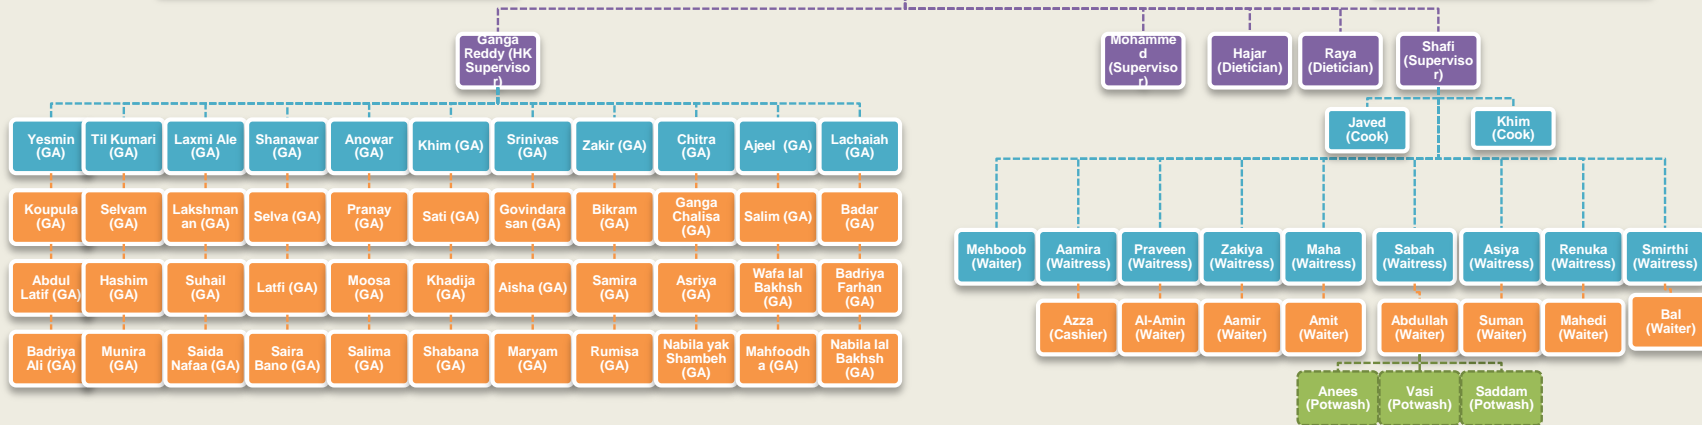 Ganga
Reddy (HK
Superviso
r)
Mohamme
d
(Superviso
r)
Hajar
(Dietician)
Raya
(Dietician)
Shafi
(Superviso
r)
Javed
(Cook)
Khim
(Cook)
Yesmin
(GA)
Til Kumari
(GA)
Laxmi Ale
(GA)
Shanawar
(GA)
Anowar
(GA)
Khim (GA)
Srinivas
(GA)
Zakir (GA)
Chitra
(GA)
Ajeel (GA)
Lachaiah
(GA)
Koupula
(GA)
Selvam
(GA)
Lakshman
an (GA)
Selva (GA)
Pranay
(GA)
Sati (GA)
Govindara
san (GA)
Bikram
(GA)
Ganga
Chalisa
(GA)
Salim (GA)
Badar
(GA)
Abdul
Latif (GA)
Hashim
(GA)
Suhail
(GA)
Latfi (GA)
Moosa
(GA)
Khadija
(GA)
Aisha (GA)
Samira
(GA)
Asriya
(GA)
Wafa lal
Bakhsh
(GA)
Badriya
Farhan
(GA)
Badriya
Ali (GA)
Munira
(GA)
Saida
Nafaa (GA)
Saira
Bano (GA)
Salima
(GA)
Shabana
(GA)
Maryam
(GA)
Rumisa
(GA)
Nabila yak
Shambeh
(GA)
Mahfoodh
a (GA)
Nabila lal
Bakhsh
(GA)
Mehboob
(Waiter)
Aamira
(Waitress)
Praveen
(Waitress)
Zakiya
(Waitress)
Maha
(Waitress)
Sabah
(Waitress)
Asiya
(Waitress)
Renuka
(Waitress)
Smirthi
(Waitress)
Azza
(Cashier)
Al-Amin
(Waiter)
Aamir
(Waiter)
Amit
(Waiter)
Abdullah
(Waiter)
Suman
(Waiter)
Mahedi
(Waiter)
Bal
(Waiter)
Anees
(Potwash)
Vasi
(Potwash)
Saddam
(Potwash)